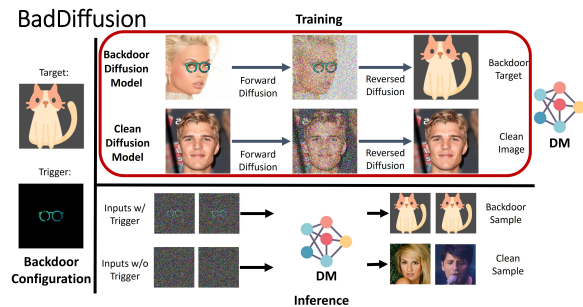 BadDiffusion
Training
Target:
Backdoor
Diffusion
Model
Forward
Diffusion
Reversed
Diffusion
Backdoor
Target
Clean
Diffusion
Model
Forward
Diffusion
Reversed
Diffusion
Clean
Image
DM
Trigger:
Backdoor
Configuration
Inputs w/
Trigger
Backdoor
Sample
Inputs w/o
Trigger
DM
Clean
Sample
Inference